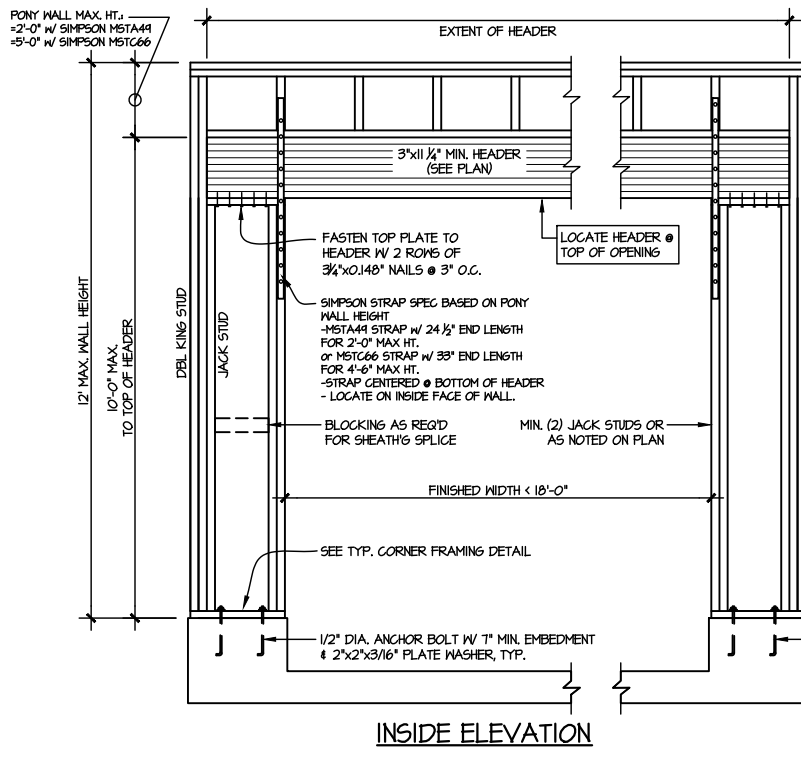 PONY WALL MAX. HT.:
=2'-0" W/ SIMPSON MSTA49
=5'-0" W/ SIMPSON MSTC66
EXTENT OF HEADER
3"x11 1/4" MIN. HEADER
(SEE PLAN)
FASTEN TOP PLATE TO
HEADER W/ 2 ROWS OF
3 1/4"x0.148" NAILS @ 3" O.C.
LOCATE HEADER @
TOP OF OPENING
SIMPSON STRAP SPEC BASED ON PONY
WALL HEIGHT
-MSTA49 STRAP W/ 24 1/2" END LENGTH
FOR 2'-0" MAX HT.
or MSTC66 STRAP W/ 33" END LENGTH
FOR 4'-6" MAX HT.
-STRAP CENTERED @ BOTTOM OF HEADER
- LOCATE ON INSIDE FACE OF WALL.
12' MAX. WALL HEIGHT
10'-0" MAX.
TO TOP OF HEADER
DBL KING STUD
JACK STUD
BLOCKING AS REQ'D
FOR SHEATH'G SPLICE
MIN. (2) JACK STUDS OR
AS NOTED ON PLAN
FINISHED WIDTH < 18'-0"
SEE TYP. CORNER FRAMING DETAIL
1/2" DIA. ANCHOR BOLT W/ 7" MIN. EMBEDMENT
& 2"x2"x3/16" PLATE WASHER, TYP.
INSIDE ELEVATION